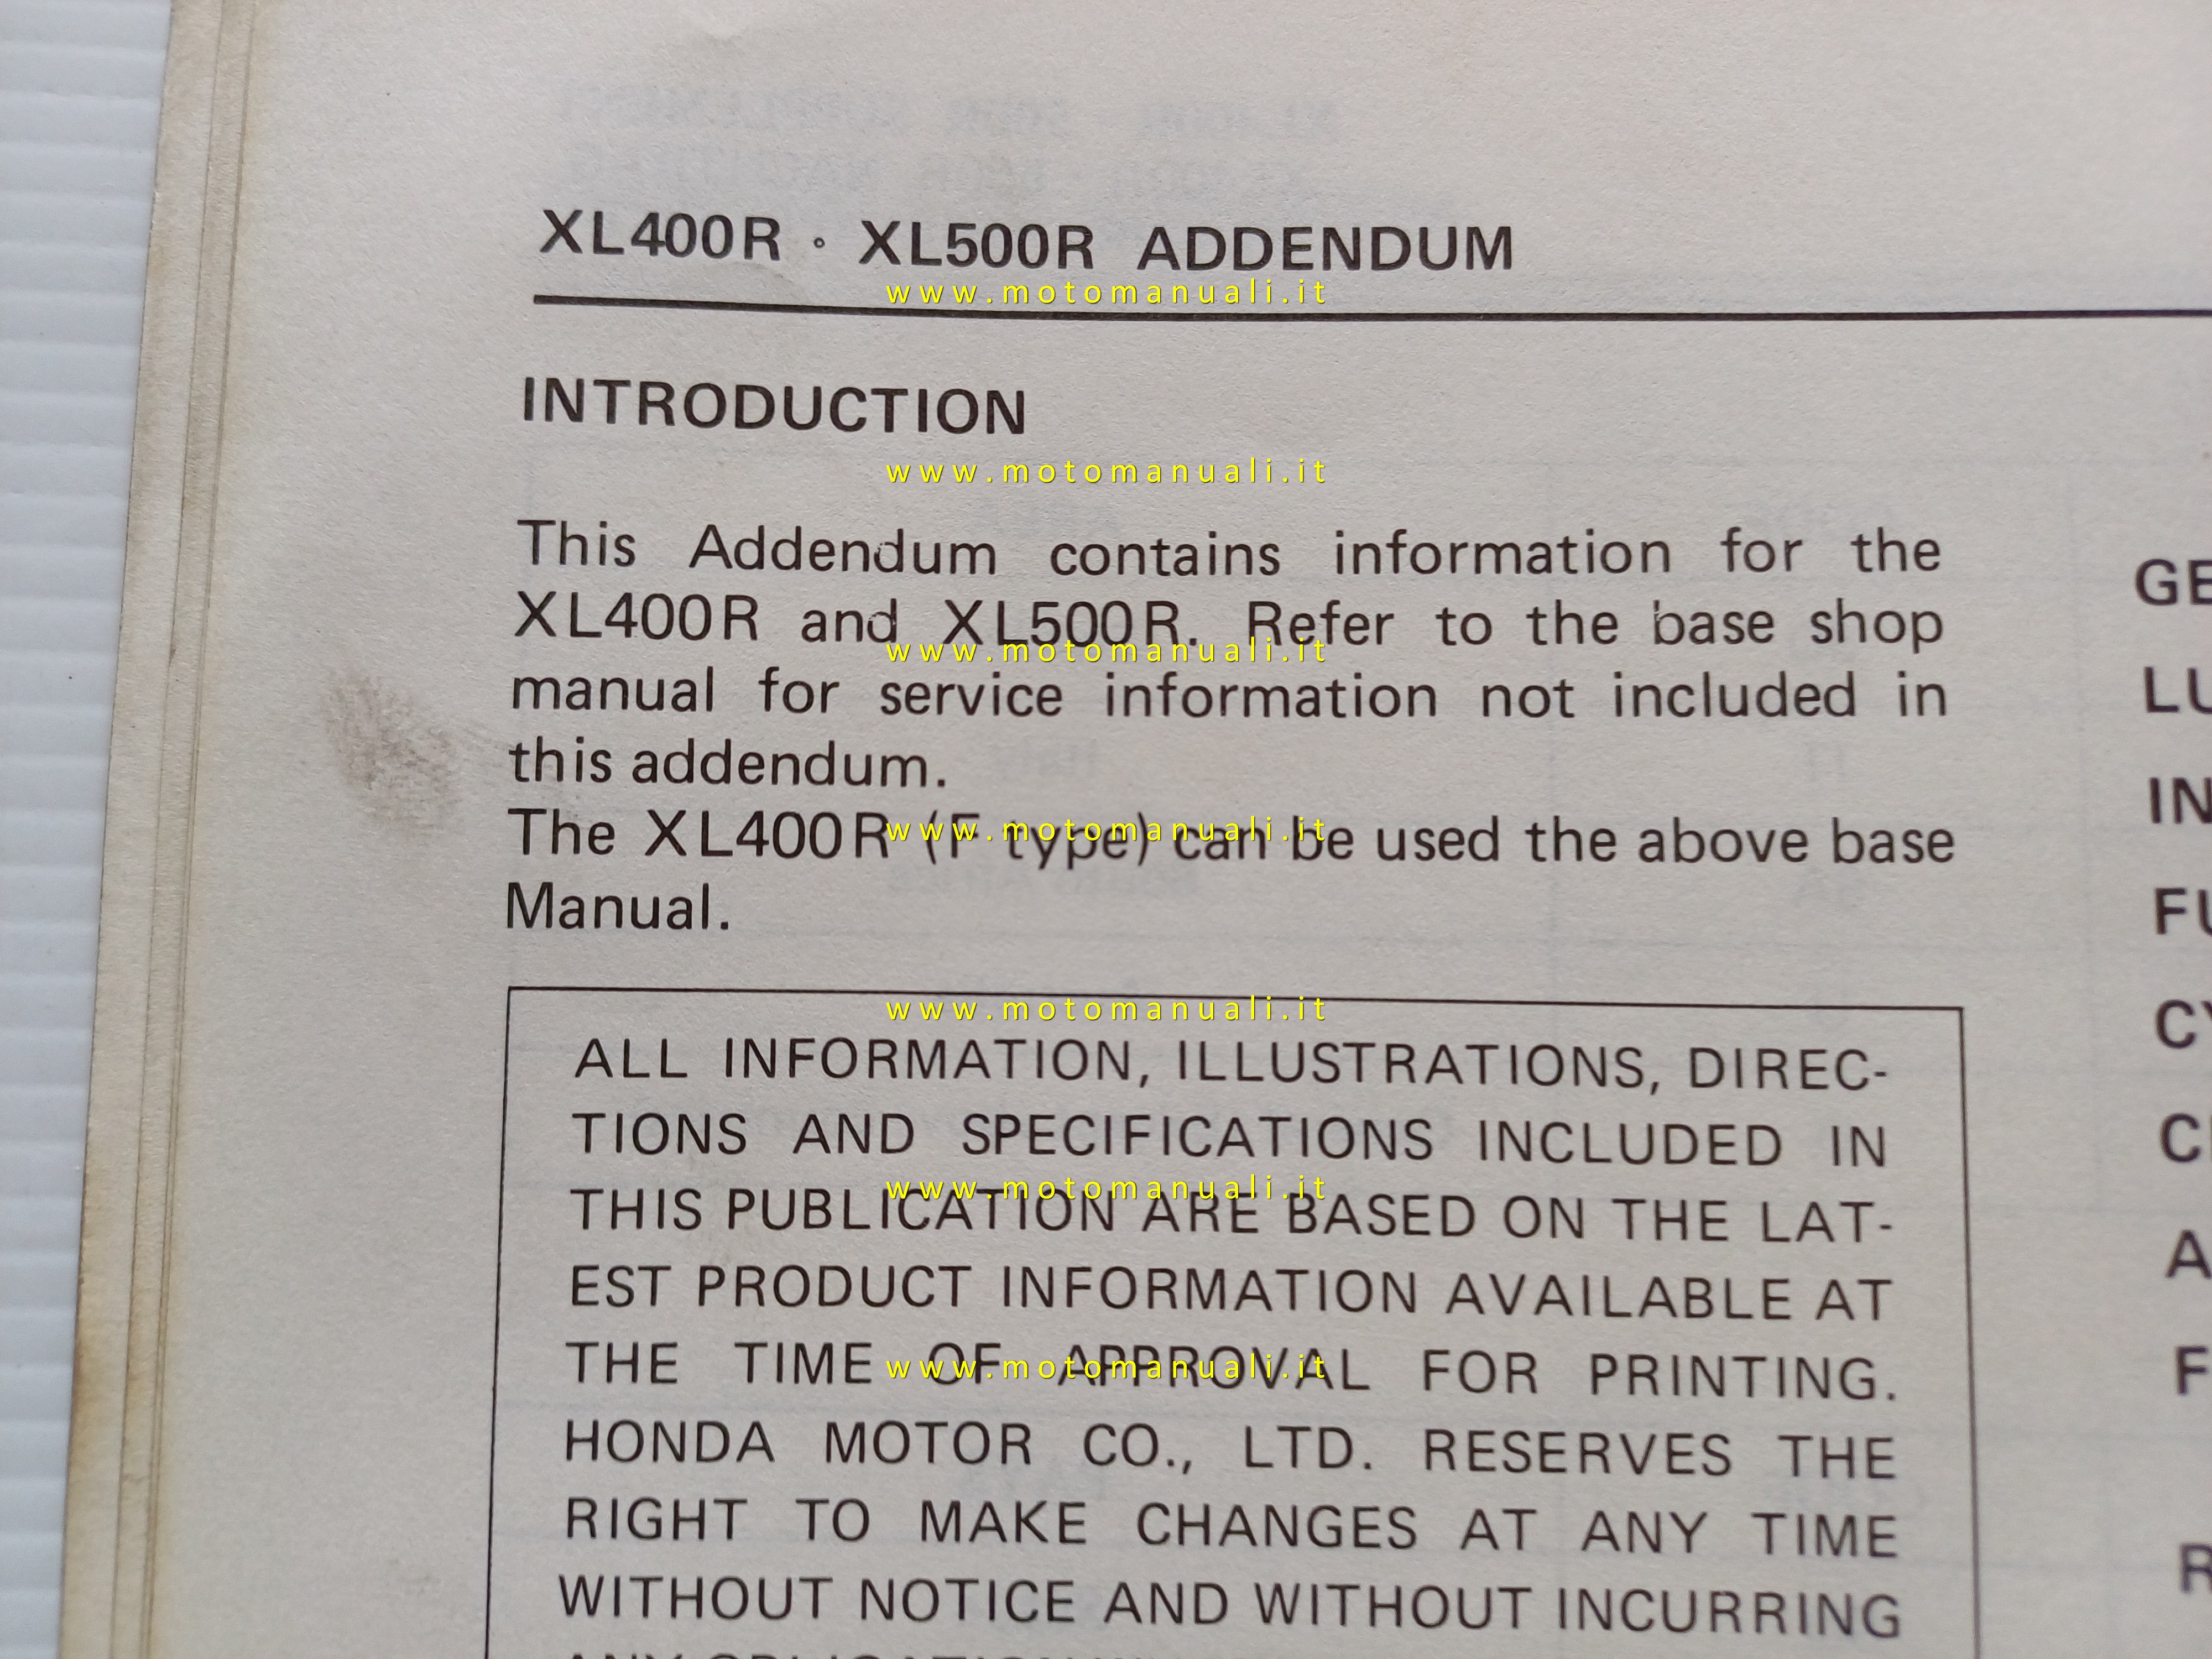 XL400R · XL500R ADDENDUM
www.motomanuali.it
INTRODUCTION
www.motomanuali.it
This Addendum contains information for the
XL400R and XL500R. Refer to the base shop
www.motomanuali.it
manual for service information not included in
this addendum.
The XL400R (F type) can be used the above base
www.motomanuali.it
Manual.
www.motomanuali.it
ALL INFORMATION, ILLUSTRATIONS, DIREC-
TIONS AND SPECIFICATIONS INCLUDED IN
www.motomanuali.it
THIS PUBLICATION ARE BASED ON THE LAT-
EST PRODUCT INFORMATION AVAILABLE AT
THE TIME OF APPROVAL FOR PRINTING.
www.motomanuali.it
HONDA MOTOR CO., LTD. RESERVES THE
RIGHT TO MAKE CHANGES AT ANY TIME
WITHOUT NOTICE AND WITHOUT INCURRING